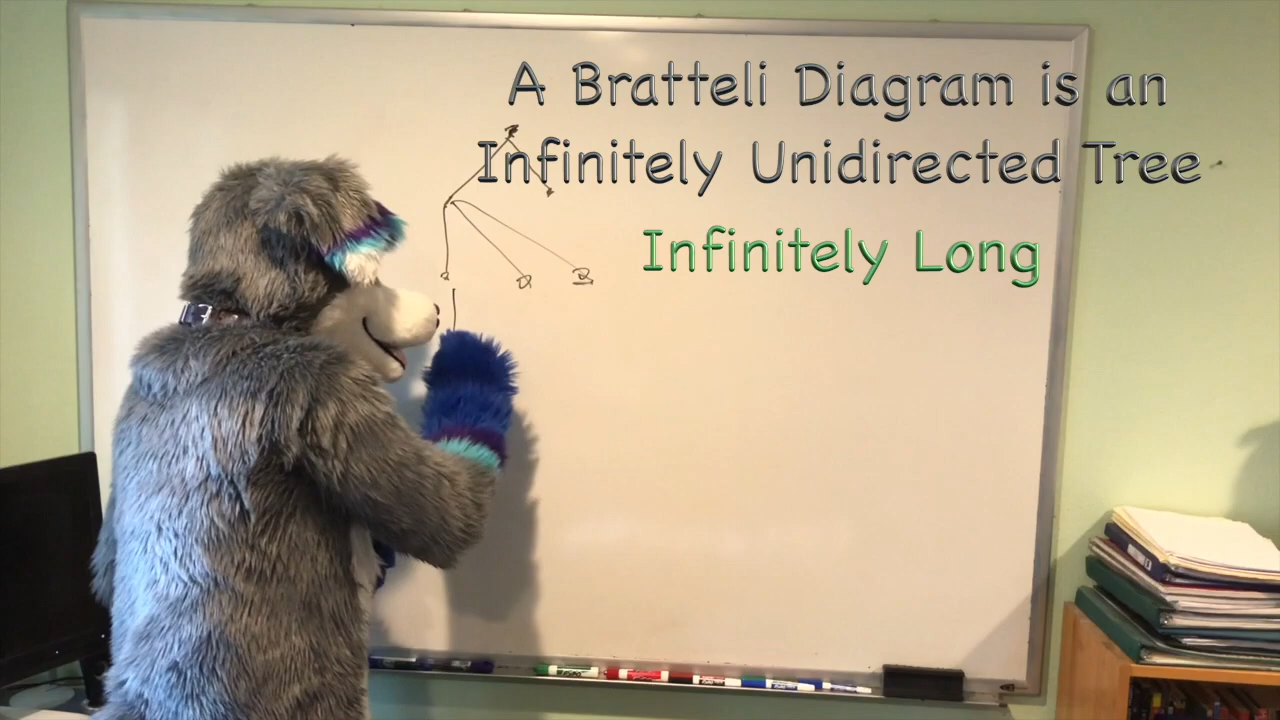 A Bratteli Diagram is an
Infinitely Unidirected Tree
Infinitely Long